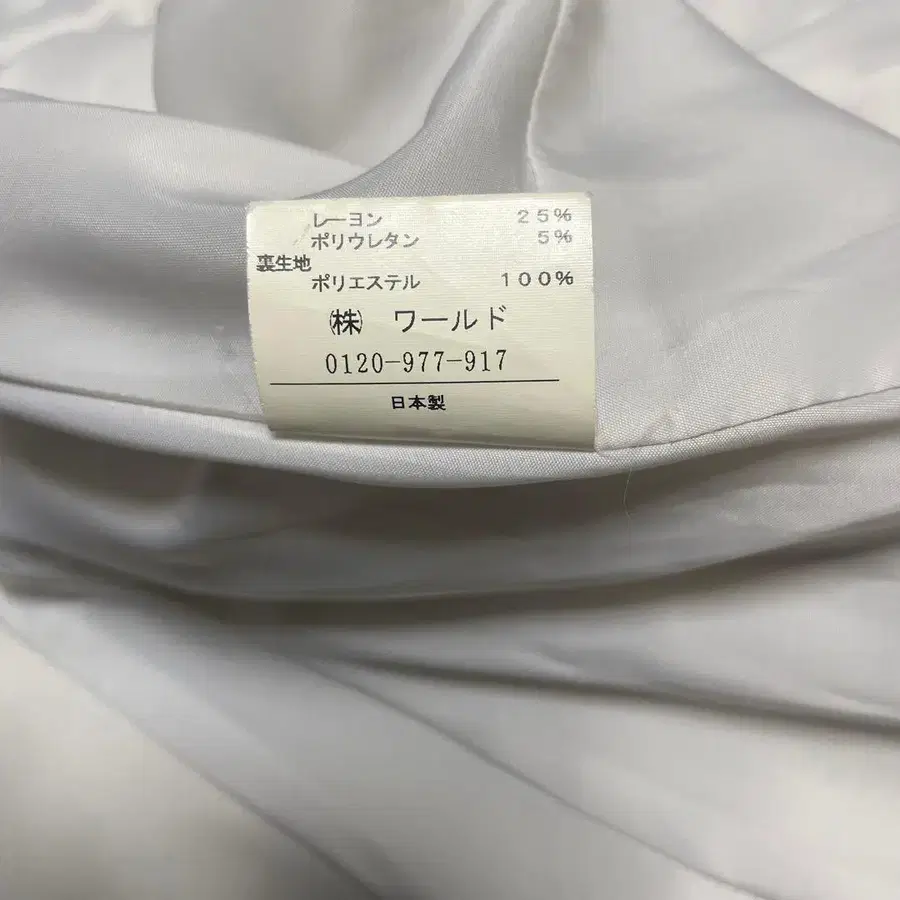 レーヨン 25%
ポリウレタン 5%
裏生地
ポリエステル 100%
㈱ ワールド
0120-977-917
日本製